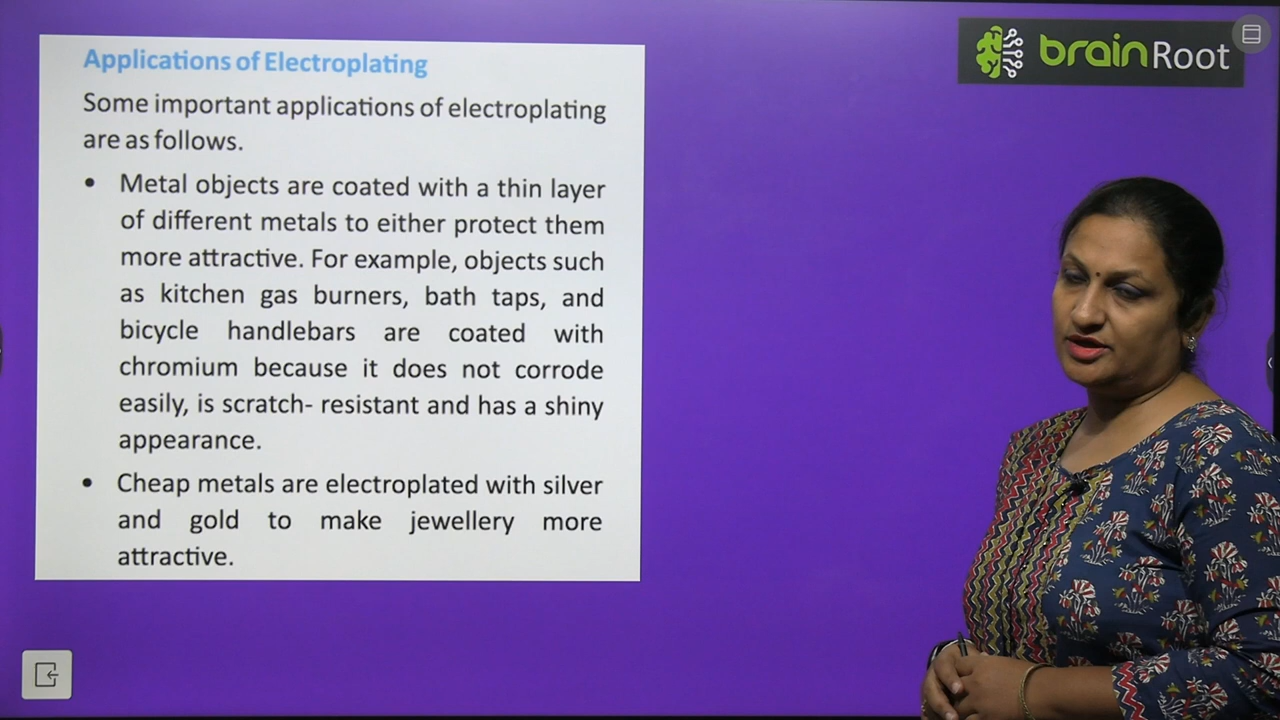 Applications of Electroplating
Some important applications of electroplating
are as follows.
• Metal objects are coated with a thin layer
of different metals to either protect them
more attractive. For example, objects such
as kitchen gas burners, bath taps, and
bicycle handlebars are coated with
chromium because it does not corrode
easily, is scratch- resistant and has a shiny
appearance.
• Cheap metals are electroplated with silver
and gold to make jewellery more
attractive.
brainRoot